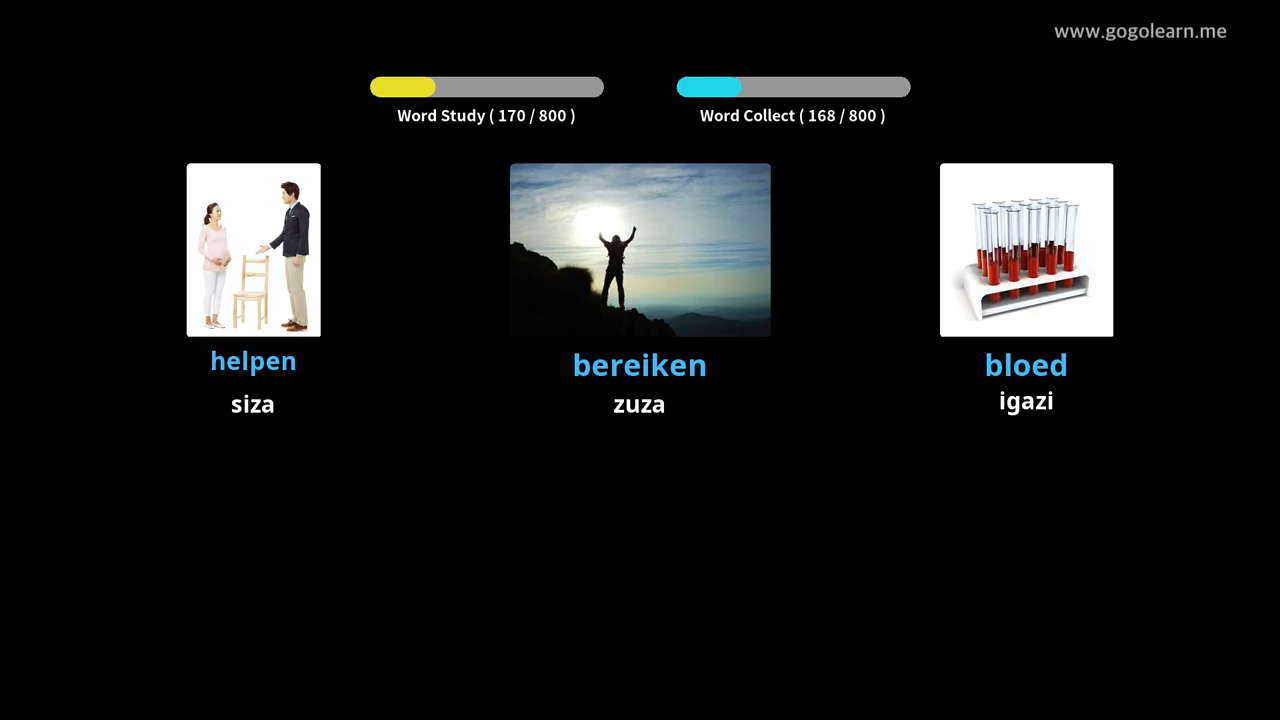 www.gogolearn.me
Word Study ( 170 / 800 )
Word Collect ( 168 / 800 )
helpen
bereiken
bloed
siza
zuza
igazi